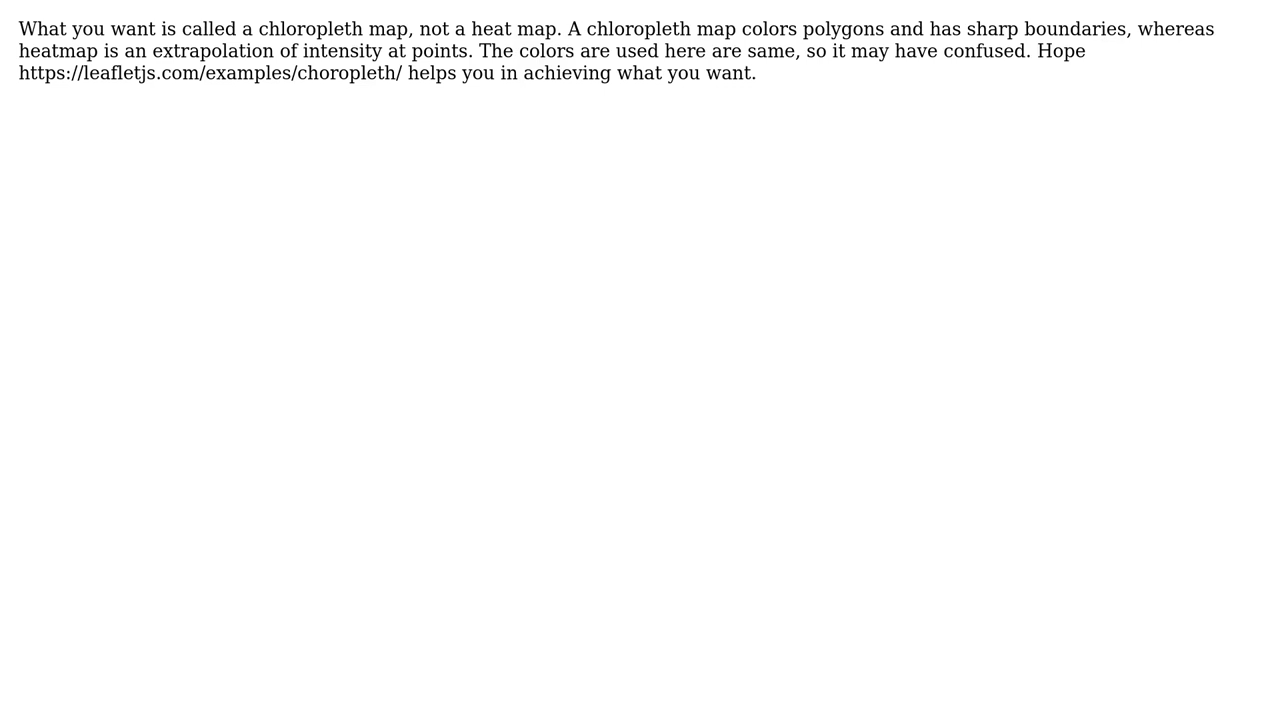 What you want is called a chloropleth map, not a heat map. A chloropleth map colors polygons and has sharp boundaries, whereas
heatmap is an extrapolation of intensity at points. The colors are used here are same, so it may have confused. Hope
https://leafletjs.com/examples/choropleth/ helps you in achieving what you want.